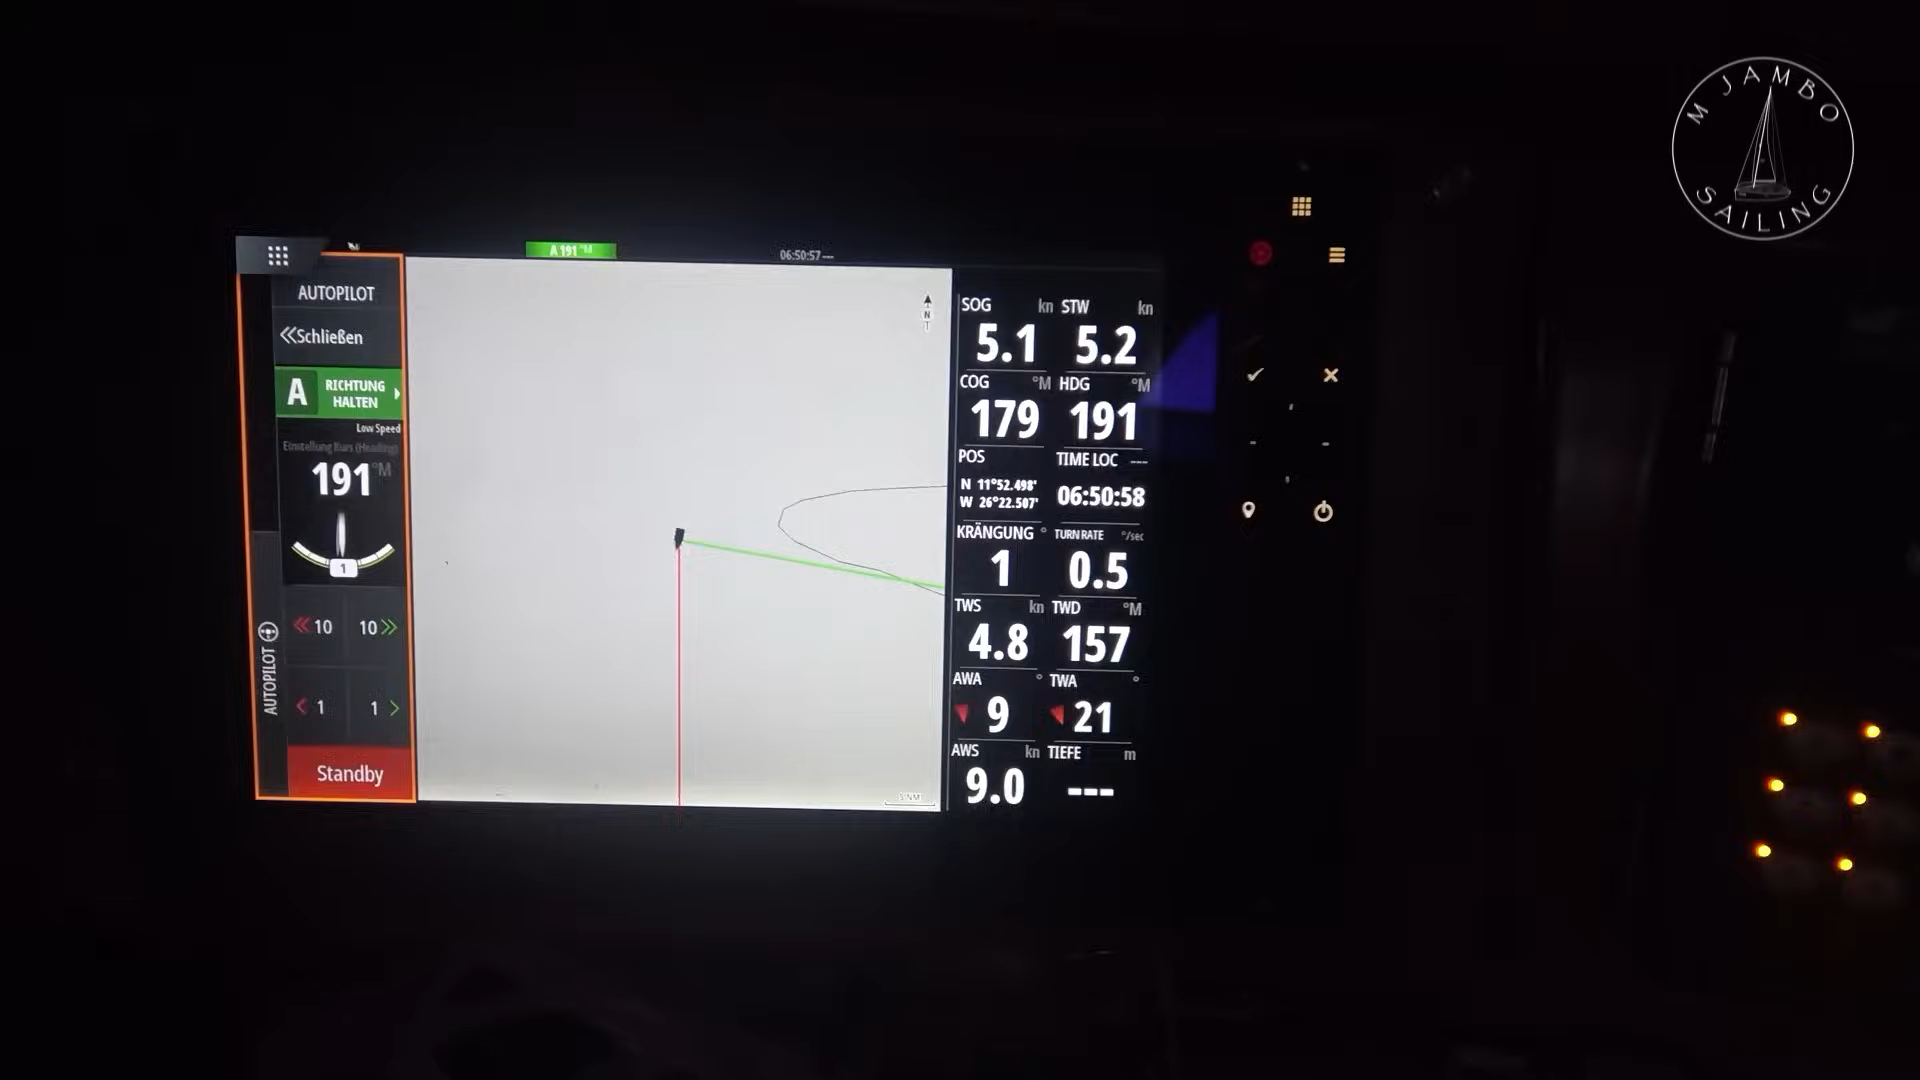 M JAMBO
SAILING
A 191 °M
06:50:57 ---
AUTOPILOT
Schließen
A RICHTUNG HALTEN
Low Speed
Einstellung Kurs (Heading)
191 °M
1
10 10
1 1
AUTOPILOT
Standby
N
T
SOG kn STW kn
5.1 5.2
COG °M HDG °M
179 191
POS TIME LOC ---
N 11°52.498'
W 26°22.507'
06:50:58
KRÄNGUNG ° TURN RATE °/sec
1 0.5
TWS kn TWD °M
4.8 157
AWA ° TWA °
9 21
AWS kn TIEFE m
9.0 ---